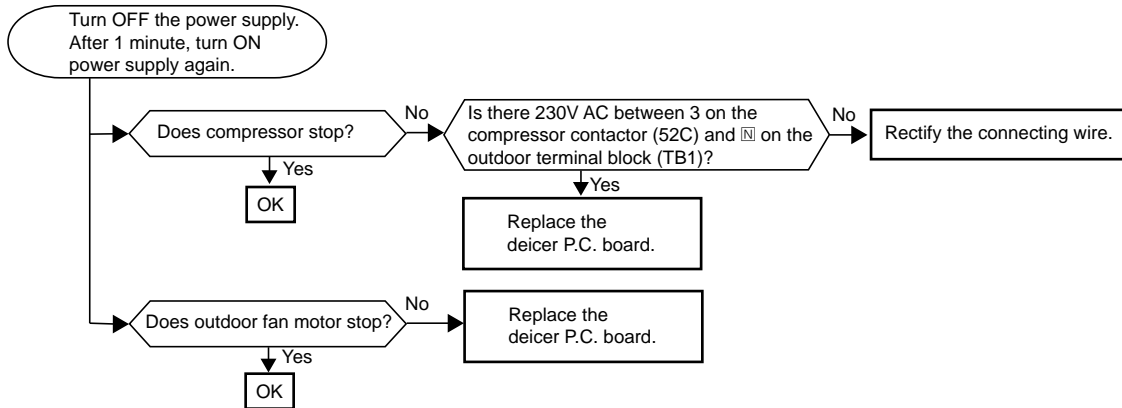 Turn OFF the power supply.
After 1 minute, turn ON
power supply again.
Does compressor stop?
No
Is there 230V AC between 3 on the
compressor contactor (52C) and N on the
outdoor terminal block (TB1)?
No
Rectify the connecting wire.
Yes
OK
Yes
Replace the
deicer P.C. board.
Does outdoor fan motor stop?
No
Replace the
deicer P.C. board.
Yes
OK